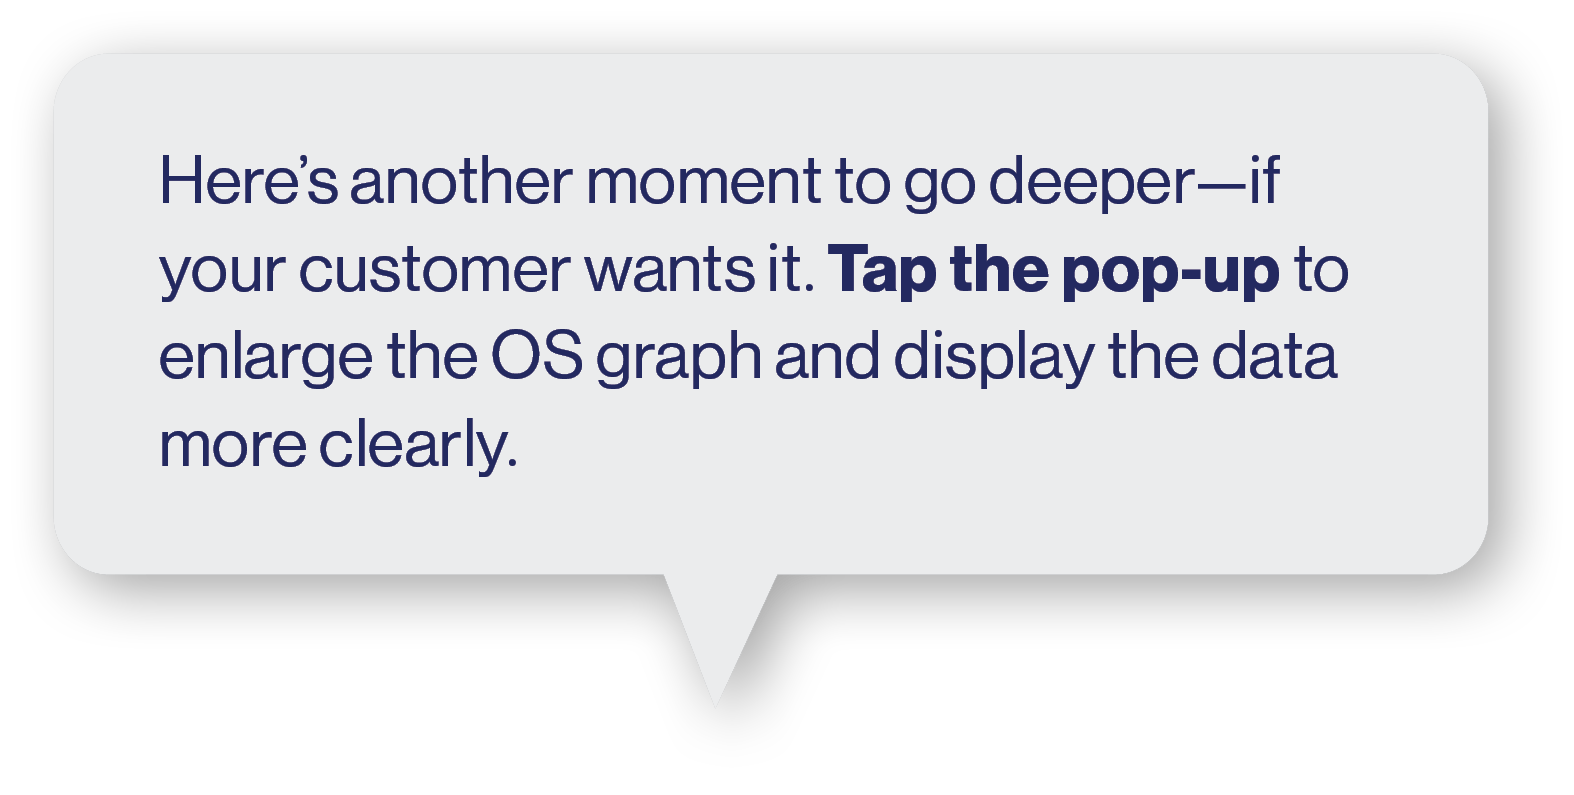 Here’s another moment to go deeper—if
your customer wants it. Tap the pop-up to
enlarge the OS graph and display the data
more clearly.